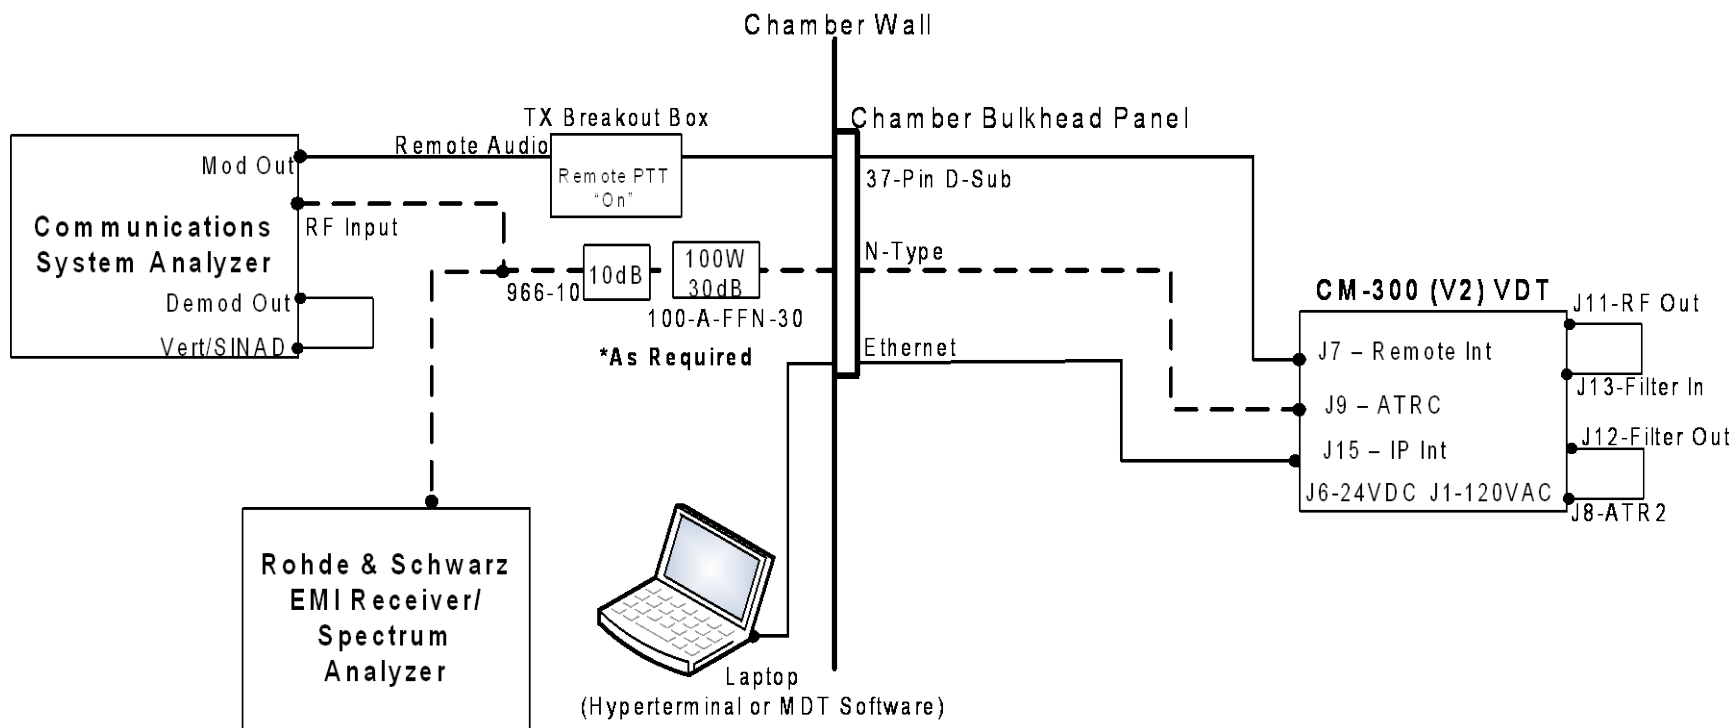 Chamber Wall
TX Breakout Box
Chamber Bulkhead Panel
Mod Out
Remote Audio
Remote PTT
"On"
37-Pin D-Sub
Communications
System Analyzer
RF Input
N-Type
10dB
100W
30dB
966-10
100-A-FFN-30
*As Required
Demod Out
Vert/SINAD
Ethernet
CM-300 (V2) VDT
J11-RF Out
J7 – Remote Int
J13-Filter In
J9 – ATRC
J12-Filter Out
J15 – IP Int
J6-24VDC J1-120VAC
J8-ATR2
Rohde & Schwarz
EMI Receiver/
Spectrum
Analyzer
Laptop
(Hyperterminal or MDT Software)